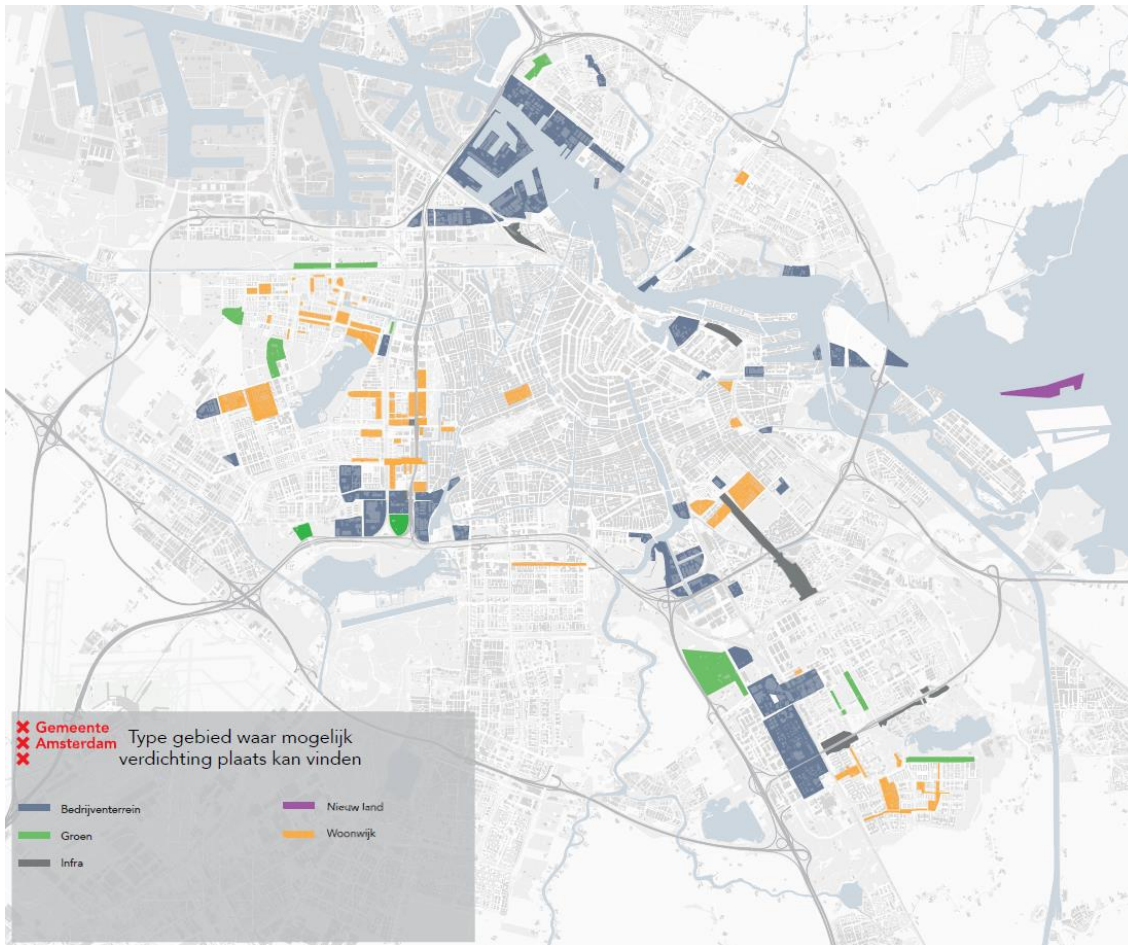 Gemeente
Amsterdam
Type gebied waar mogelijk
verdichting plaats kan vinden
Bedrijventerrein
Groen
Infra
Nieuw land
Woonwijk